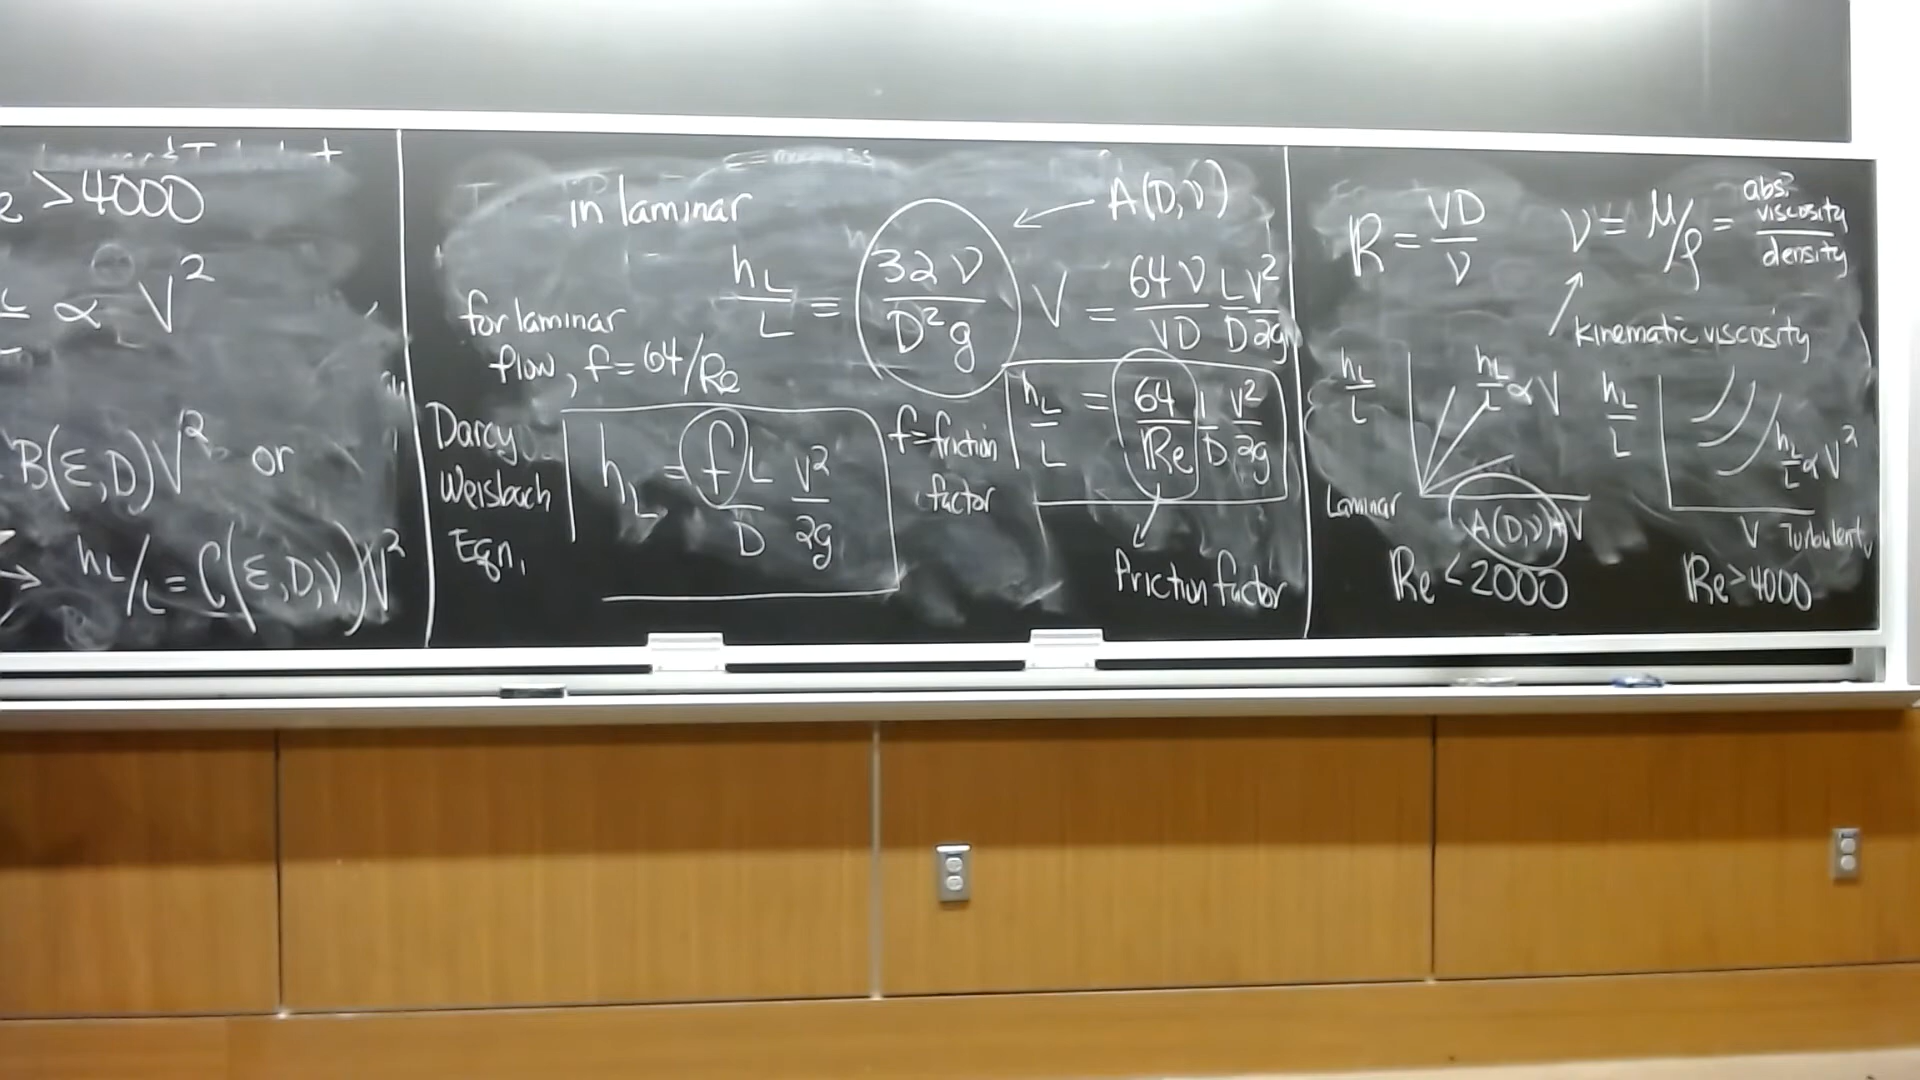 e >4000
L ∝ V²
B(ε,D)V² or
→ hL/L = C(ε,D,ν)V²
in laminar
A(D,ν)
hL/L = 32ν/D²g V = 64ν/VD L/D V²/2g
for laminar
flow, f=64/Re
hL/L = 64/Re 1/D V²/2g
Darcy
Weisbach
Eqn.
hL = f L/D V²/2g
f=friction
factor
Friction factor
R = VD/ν
ν = μ/ρ = abs. viscosity/density
kinematic viscosity
hL/L
hL/L ∝ V
Laminar
A(D,ν) V
Re < 2000
hL/L
hL/L ∝ V²
V Turbulent
Re > 4000